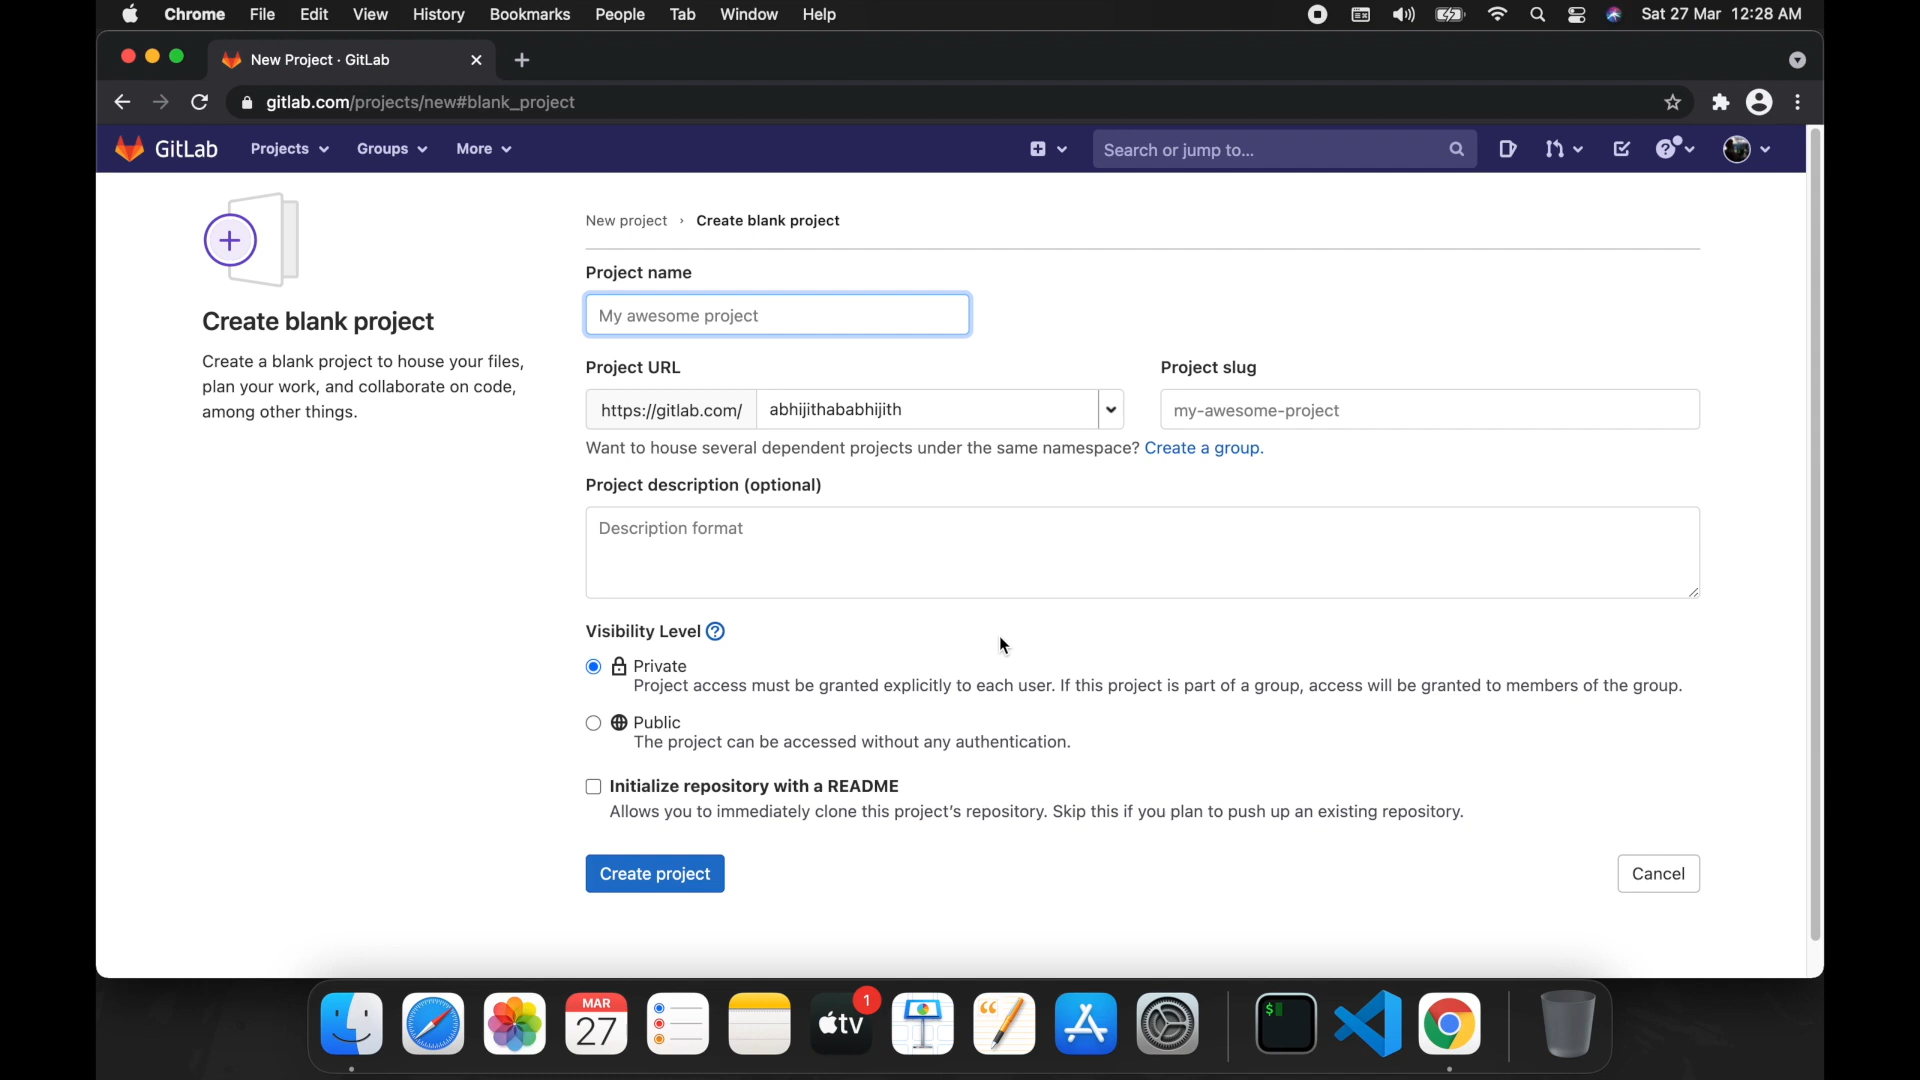 Chrome File Edit View History Bookmarks People Tab Window Help Sat 27 Mar 12:28 AM
New Project · GitLab
gitlab.com/projects/new#blank_project
GitLab Projects Groups More Search or jump to...
New project › Create blank project
Project name
My awesome project
Create blank project
Create a blank project to house your files,
plan your work, and collaborate on code,
among other things.
Project URL
Project slug
https://gitlab.com/ abhijithababhijith
my-awesome-project
Want to house several dependent projects under the same namespace? Create a group.
Project description (optional)
Description format
Visibility Level
Private
Project access must be granted explicitly to each user. If this project is part of a group, access will be granted to members of the group.
Public
The project can be accessed without any authentication.
Initialize repository with a README
Allows you to immediately clone this project's repository. Skip this if you plan to push up an existing repository.
Create project
Cancel
MAR
27
tv
1
$